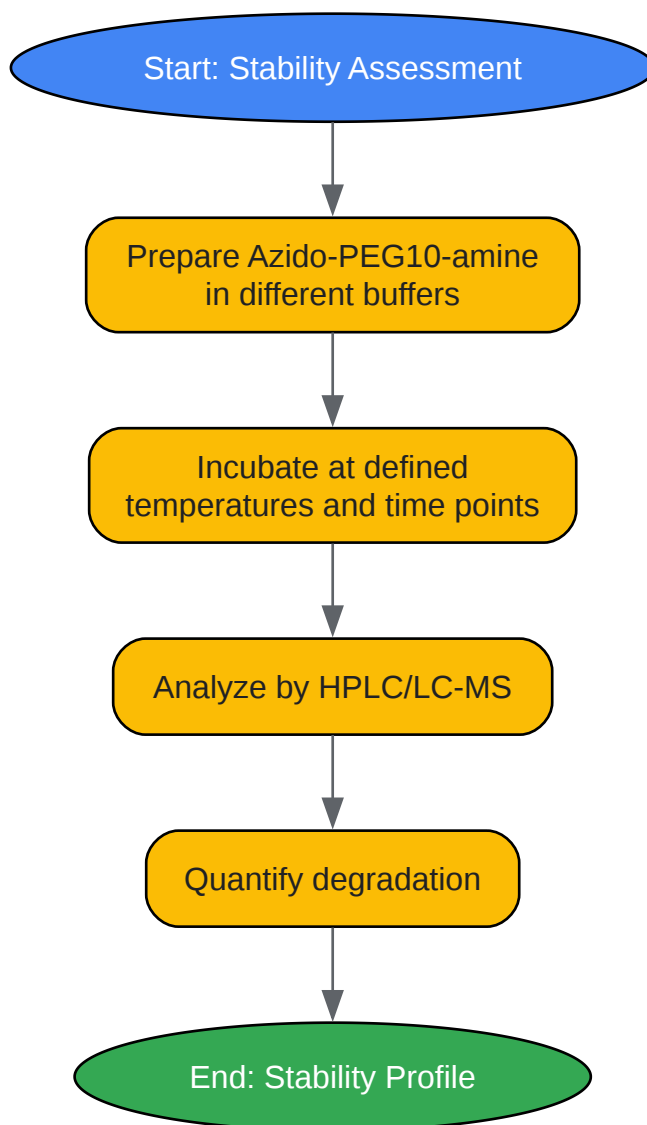 Start: Stability Assessment
Prepare Azido-PEG10-amine
in different buffers
Incubate at defined
temperatures and time points
Analyze by HPLC/LC-MS
Quantify degradation
End: Stability Profile